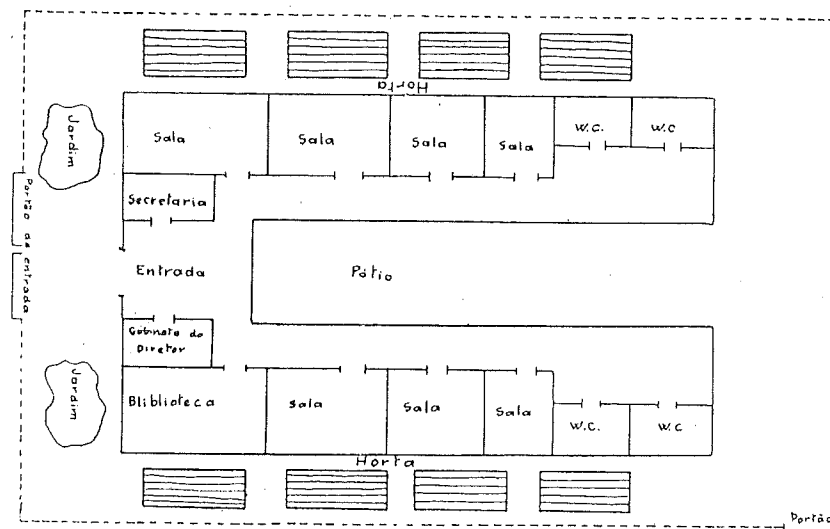 Horta
Jardim
Sala
Sala
Sala
Sala
W.C.
W.C
Secretaria
Portão de entrada
Entrada
Pátio
Gabinete do
Diretor
Jardim
Bliblioteca
Sala
Sala
Sala
W.C.
W.C
Horta
Portão